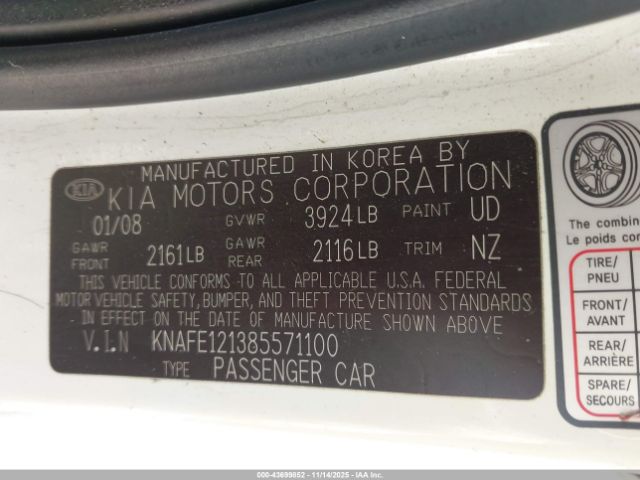 MANUFACTURED IN KOREA BY
KIA KIA MOTORS CORPORATION
01/08 GVWR 3924LB PAINT UD
GAWR FRONT 2161LB GAWR REAR 2116LB TRIM NZ
THIS VEHICLE CONFORMS TO ALL APPLICABLE U.S.A. FEDERAL
MOTOR VEHICLE SAFETY, BUMPER, AND THEFT PREVENTION STANDARDS
IN EFFECT ON THE DATE OF MANUFACTURE SHOWN ABOVE
V.I.N KNAFE121385571100
TYPE PASSENGER CAR
The combin
Le poids com
TIRE/
PNEU
FRONT/
AVANT
REAR/
ARRIÈRE
SPARE/
SECOURS
000-43699852 - 11/14/2025 - IAAI.COM